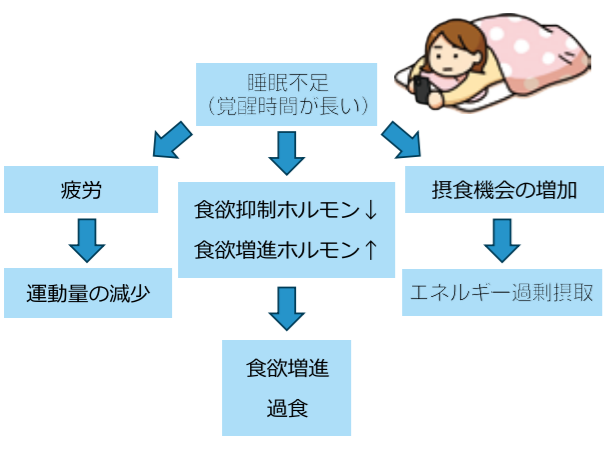 睡眠不足
（覚醒時間が長い）
疲労
食欲抑制ホルモン↓
食欲増進ホルモン↑
摂食機会の増加
運動量の減少
エネルギー過剰摂取
食欲増進
過食